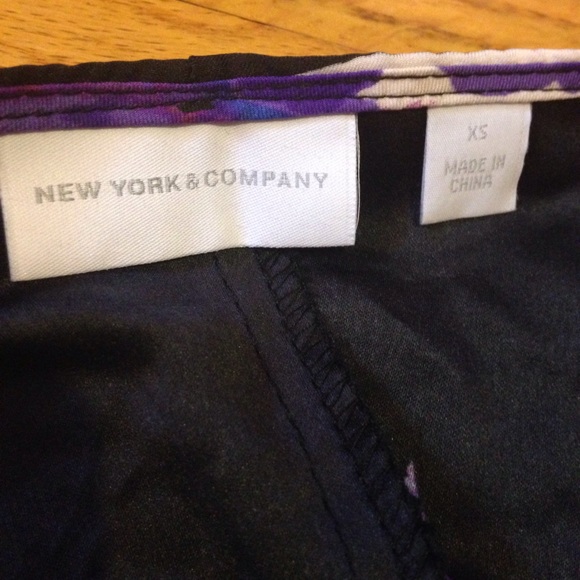 NEW YORK & COMPANY
XS
MADE IN
CHINA